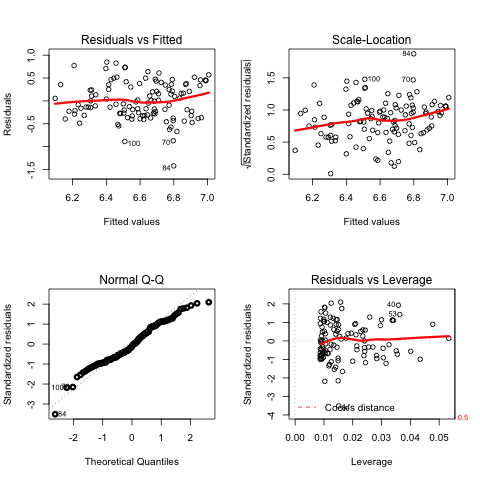 Residuals vs Fitted
Residuals
1.0
0.5
-0.5
-1.5
100
70
84
6.2 6.4 6.6 6.8 7.0
Fitted values
Scale-Location
√|Standardized residuals|
1.5
1.0
0.5
0.0
84
100
70
6.2 6.4 6.6 6.8 7.0
Fitted values
Normal Q-Q
Standardized residuals
2
1
0
-1
-2
-3
100
84
-2 -1 0 1 2
Theoretical Quantiles
Residuals vs Leverage
Standardized residuals
2
1
0
-1
-2
-3
-4
40
53
Cook's distance
0.5
0.00 0.01 0.02 0.03 0.04 0.05
Leverage